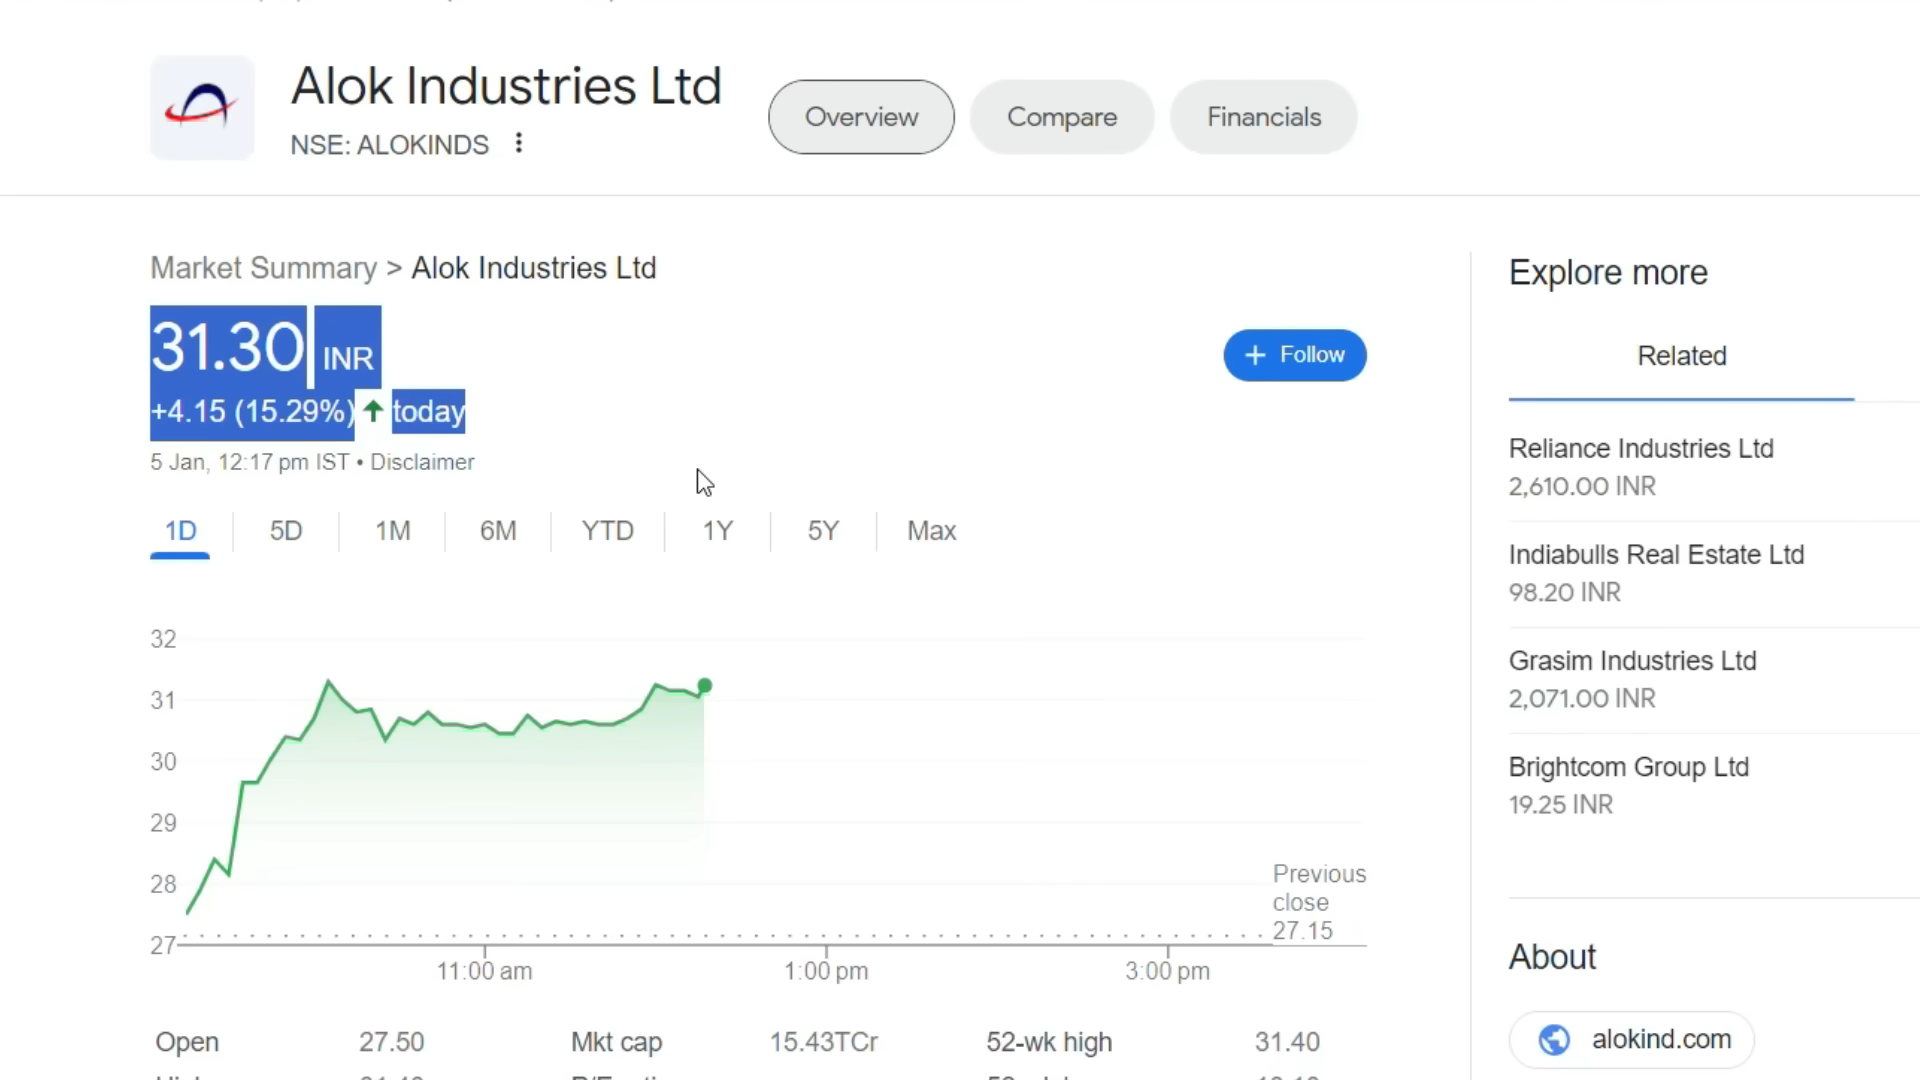 Alok Industries Ltd
NSE: ALOKINDS
Overview
Compare
Financials
Market Summary > Alok Industries Ltd
31.30 INR
+4.15 (15.29%) today
5 Jan, 12:17 pm IST • Disclaimer
+ Follow
1D
5D
1M
6M
YTD
1Y
5Y
Max
32
31
30
29
28
27
Previous
close
27.15
11:00 am
1:00 pm
3:00 pm
Open 27.50
Mkt cap 15.43TCr
52-wk high 31.40
Explore more
Related
Reliance Industries Ltd
2,610.00 INR
Indiabulls Real Estate Ltd
98.20 INR
Grasim Industries Ltd
2,071.00 INR
Brightcom Group Ltd
19.25 INR
About
alokind.com